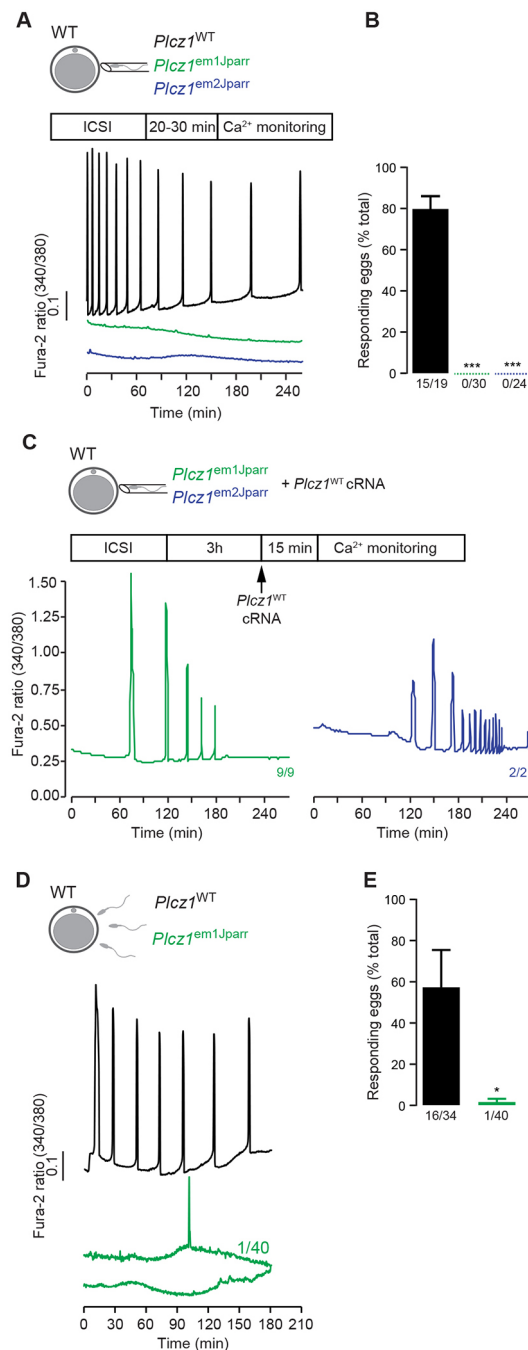 A
WT
Plcz1WT
Plcz1em1Jparr
Plcz1em2Jparr
ICSI 20-30 min Ca2+ monitoring
Fura-2 ratio (340/380)
0.1
0 60 120 180 240
Time (min)
B
Responding eggs (% total)
100
80
60
40
20
0
*** ***
15/19 0/30 0/24
C
WT
Plcz1em1Jparr
Plcz1em2Jparr
+ Plcz1WT cRNA
ICSI 3h 15 min Ca2+ monitoring
Plcz1WT
cRNA
Fura-2 ratio (340/380)
1.50
1.25
1.00
0.75
0.50
0.25
0.00
9/9
2/2
0 60 120 180 240
Time (min)
0 60 120 180 240
Time (min)
D
WT
Plcz1WT
Plcz1em1Jparr
Fura-2 ratio (340/380)
0.1
1/40
0 30 60 90 120 150 180 210
Time (min)
E
Responding eggs (% total)
100
80
60
40
20
0
*
16/34 1/40